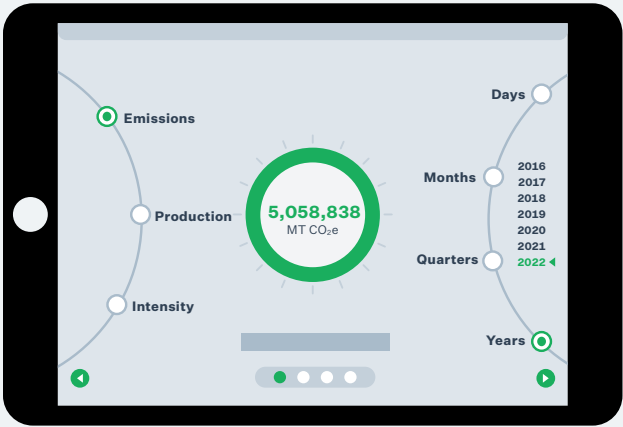 Emissions
Production
Intensity
5,058,838
MT CO₂e
Days
Months
Quarters
Years
2016
2017
2018
2019
2020
2021
2022